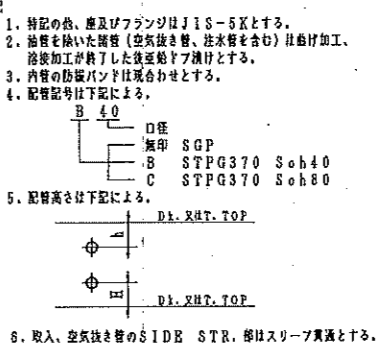 記
1. 特記の他、座及びフランジはJIS-5Kとする。
2. 油管を除いた諸管(空気抜き管、注水管を含む)は曲げ加工、
溶接加工が終了した後亜鉛ドブ漬けとする。
3. 内管の防振バンドは現合わせとする。
4. 配管記号は下記による。
B 40
口径
無印 SGP
B STPG370 Sch40
C STPG370 Sch80
5. 配管高さは下記による。
Dk. 又はT. TOP
h
H
Dk. 又はT. TOP
6. 取入、空気抜き管のSIDE STR. 部はスリーブ貫通とする。